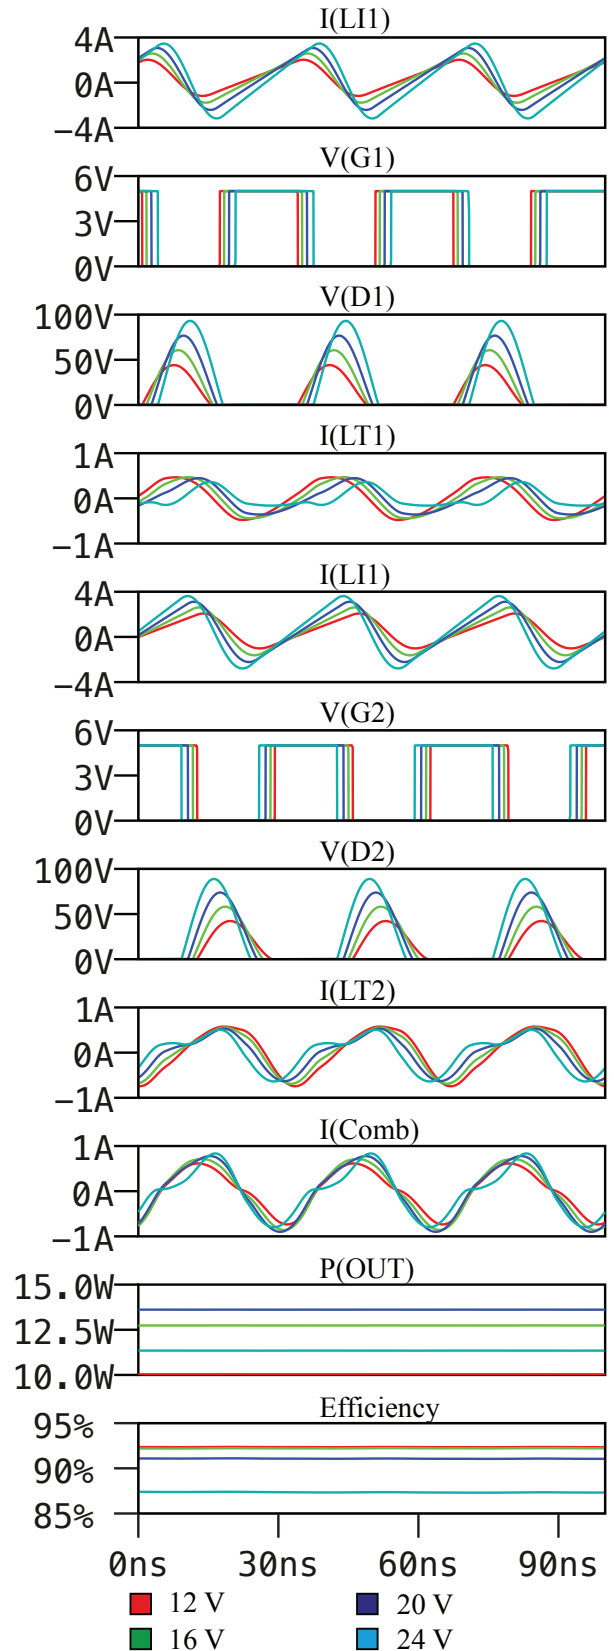 I(LI1)
4A
0A
−4A
V(G1)
6V
3V
0V
V(D1)
100V
50V
0V
I(LT1)
1A
0A
−1A
I(LI1)
4A
0A
−4A
V(G2)
6V
3V
0V
V(D2)
100V
50V
0V
I(LT2)
1A
0A
−1A
I(Comb)
1A
0A
−1A
P(OUT)
15.0W
12.5W
10.0W
Efficiency
95%
90%
85%
0ns 30ns 60ns 90ns
12 V 20 V
16 V 24 V